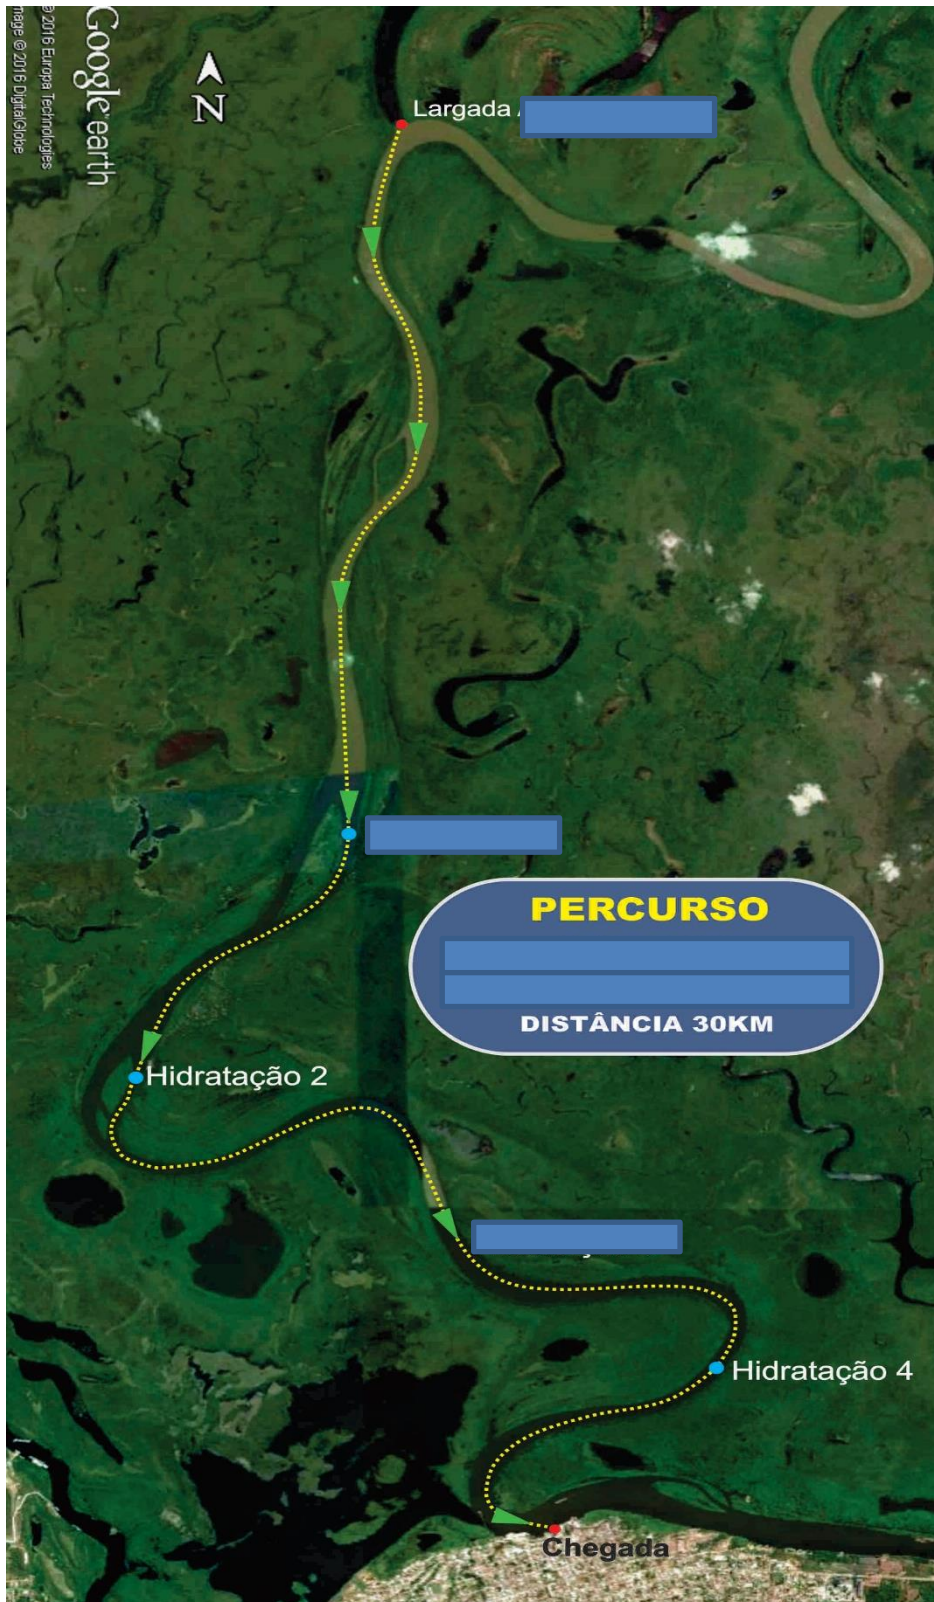 Google earth
© 2016 Europa Technologies
Image © 2016 DigitalGlobe
N
Largada
PERCURSO
DISTÂNCIA 30KM
Hidratação 2
Hidratação 4
Chegada